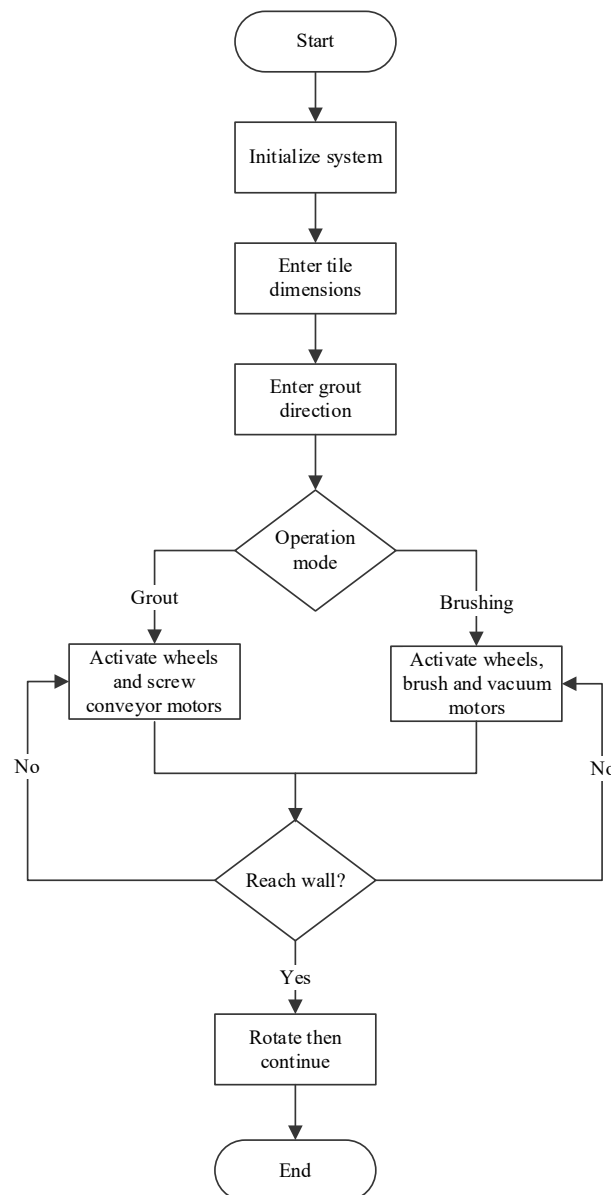 Start
Initialize system
Enter tile
dimensions
Enter grout
direction
Operation
mode
Grout
Brushing
Activate wheels
and screw
conveyor motors
Activate wheels,
brush and vacuum
motors
No
No
Reach wall?
Yes
Rotate then
continue
End